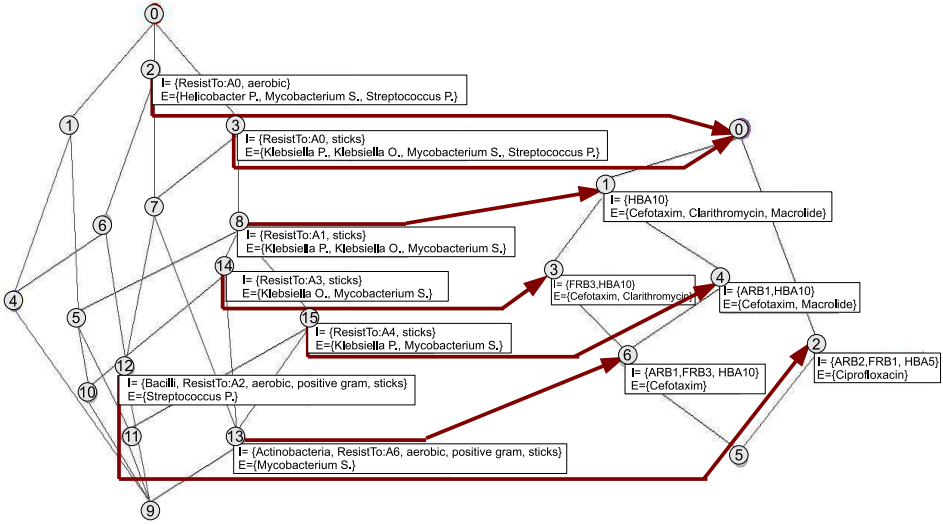 0
2
I= {ResistTo:A0, aerobic}
E={Helicobacter P., Mycobacterium S., Streptococcus P.}
1
3
0
I= {ResistTo:A0, sticks}
E={Klebsiella P., Klebsiella O., Mycobacterium S., Streptococcus P.}
1
I= {HBA10}
E={Cefotaxim, Clarithromycin, Macrolide}
6
7
8
I= {ResistTo:A1, sticks}
E={Klebsiella P., Klebsiella O., Mycobacterium S.}
14
I= {ResistTo:A3, sticks}
E={Klebsiella O., Mycobacterium S.}
3
I= {FRB3,HBA10}
E={Cefotaxim, Clarithromycin}
4
I= {ARB1,HBA10}
E={Cefotaxim, Macrolide}
4
5
15
I= {ResistTo:A4, sticks}
E={Klebsiella P., Mycobacterium S.}
2
I= {ARB2,FRB1, HBA5}
E={Ciprofloxacin}
6
I= {ARB1,FRB3, HBA10}
E={Cefotaxim}
12
I= {Bacilli, ResistTo:A2, aerobic, positive gram, sticks}
E={Streptococcus P.}
10
11
13
I= {Actinobacteria, ResistTo:A6, aerobic, positive gram, sticks}
E={Mycobacterium S.}
5
9